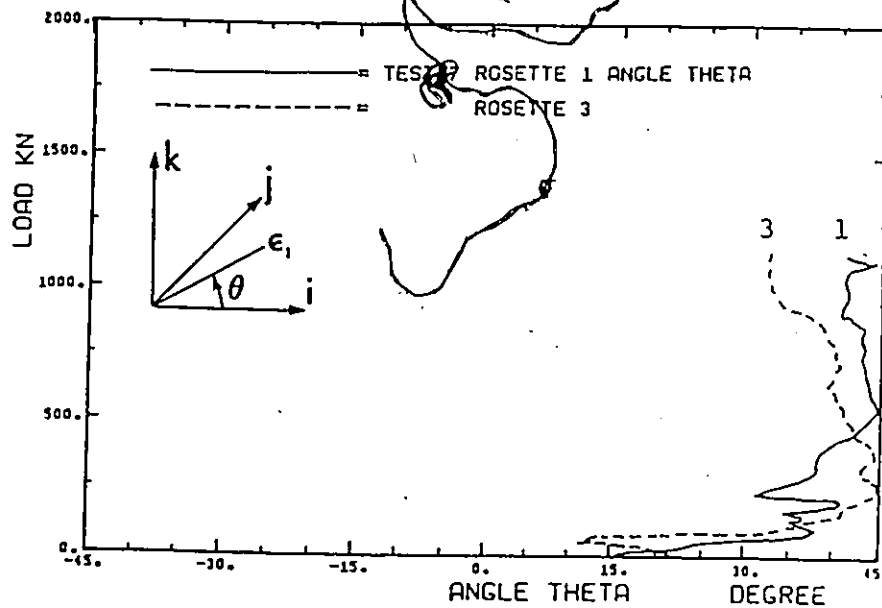 2000.
= TEST 7 ROSETTE 1 ANGLE THETA
= ROSETTE 3
1500.
LOAD KN
k
j
ϵ₁
θ
i
3 1
1000.
500.
0.
-45. -30. -15. 0. 15. 30. 45
ANGLE THETA DEGREE